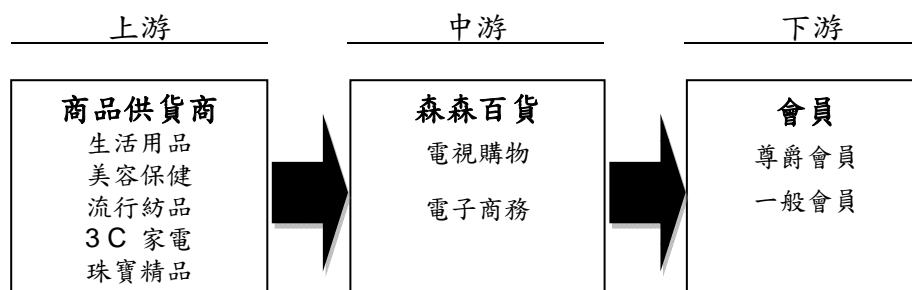 上游
中游
下游
商品供貨商
生活用品
美容保健
流行紡品
3C 家電
珠寶精品
森森百貨
電視購物
電子商務
會員
尊爵會員
一般會員